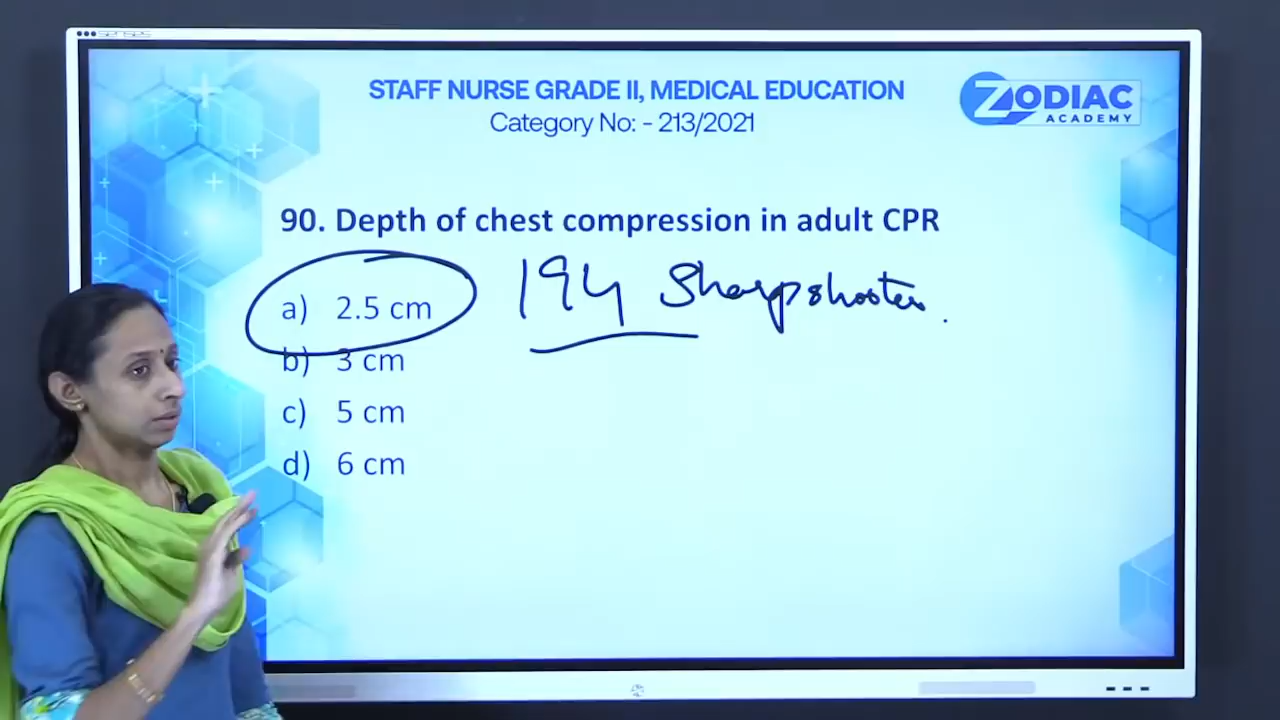 senses
STAFF NURSE GRADE II, MEDICAL EDUCATION
Category No: - 213/2021
ZODIAC
ACADEMY
90. Depth of chest compression in adult CPR
a) 2.5 cm
194 Sharpshooter.
b) 3 cm
c) 5 cm
d) 6 cm